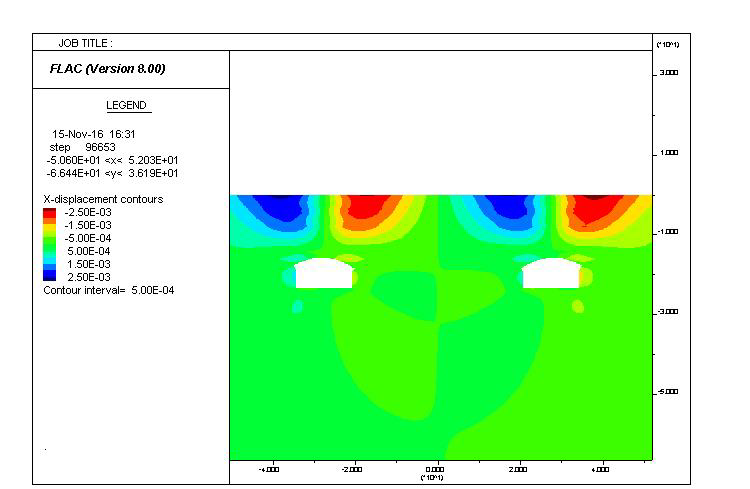 JOB TITLE :
FLAC (Version 8.00)
LEGEND
15-Nov-16 16:31
step 96653
-5.060E+01 <x< 5.203E+01
-6.644E+01 <y< 3.619E+01
X-displacement contours
-2.50E-03
-1.50E-03
-5.00E-04
5.00E-04
1.50E-03
2.50E-03
Contour interval= 5.00E-04
(*10^1)
3.000
1.000
-1.000
-3.000
-5.000
-4.000 -2.000 0.000 2.000 4.000
(*10^1)